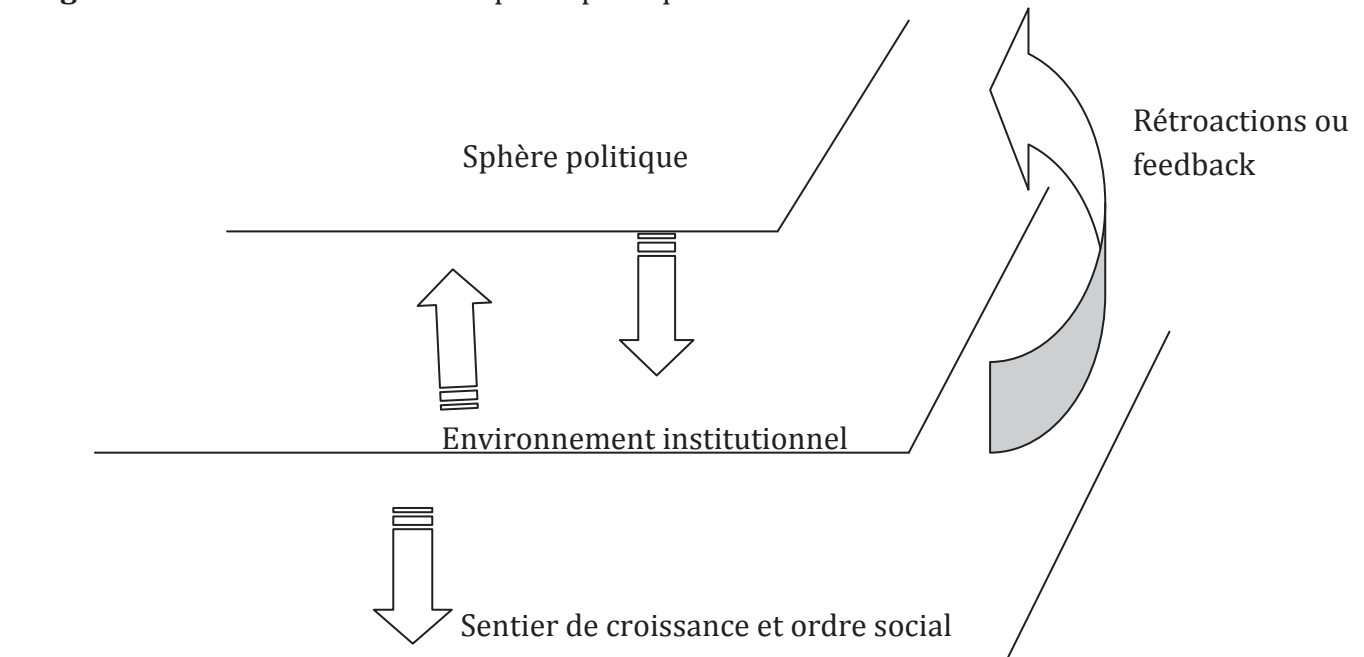 Sphère politique
Rétroactions ou
feedback
Environnement institutionnel
Sentier de croissance et ordre social